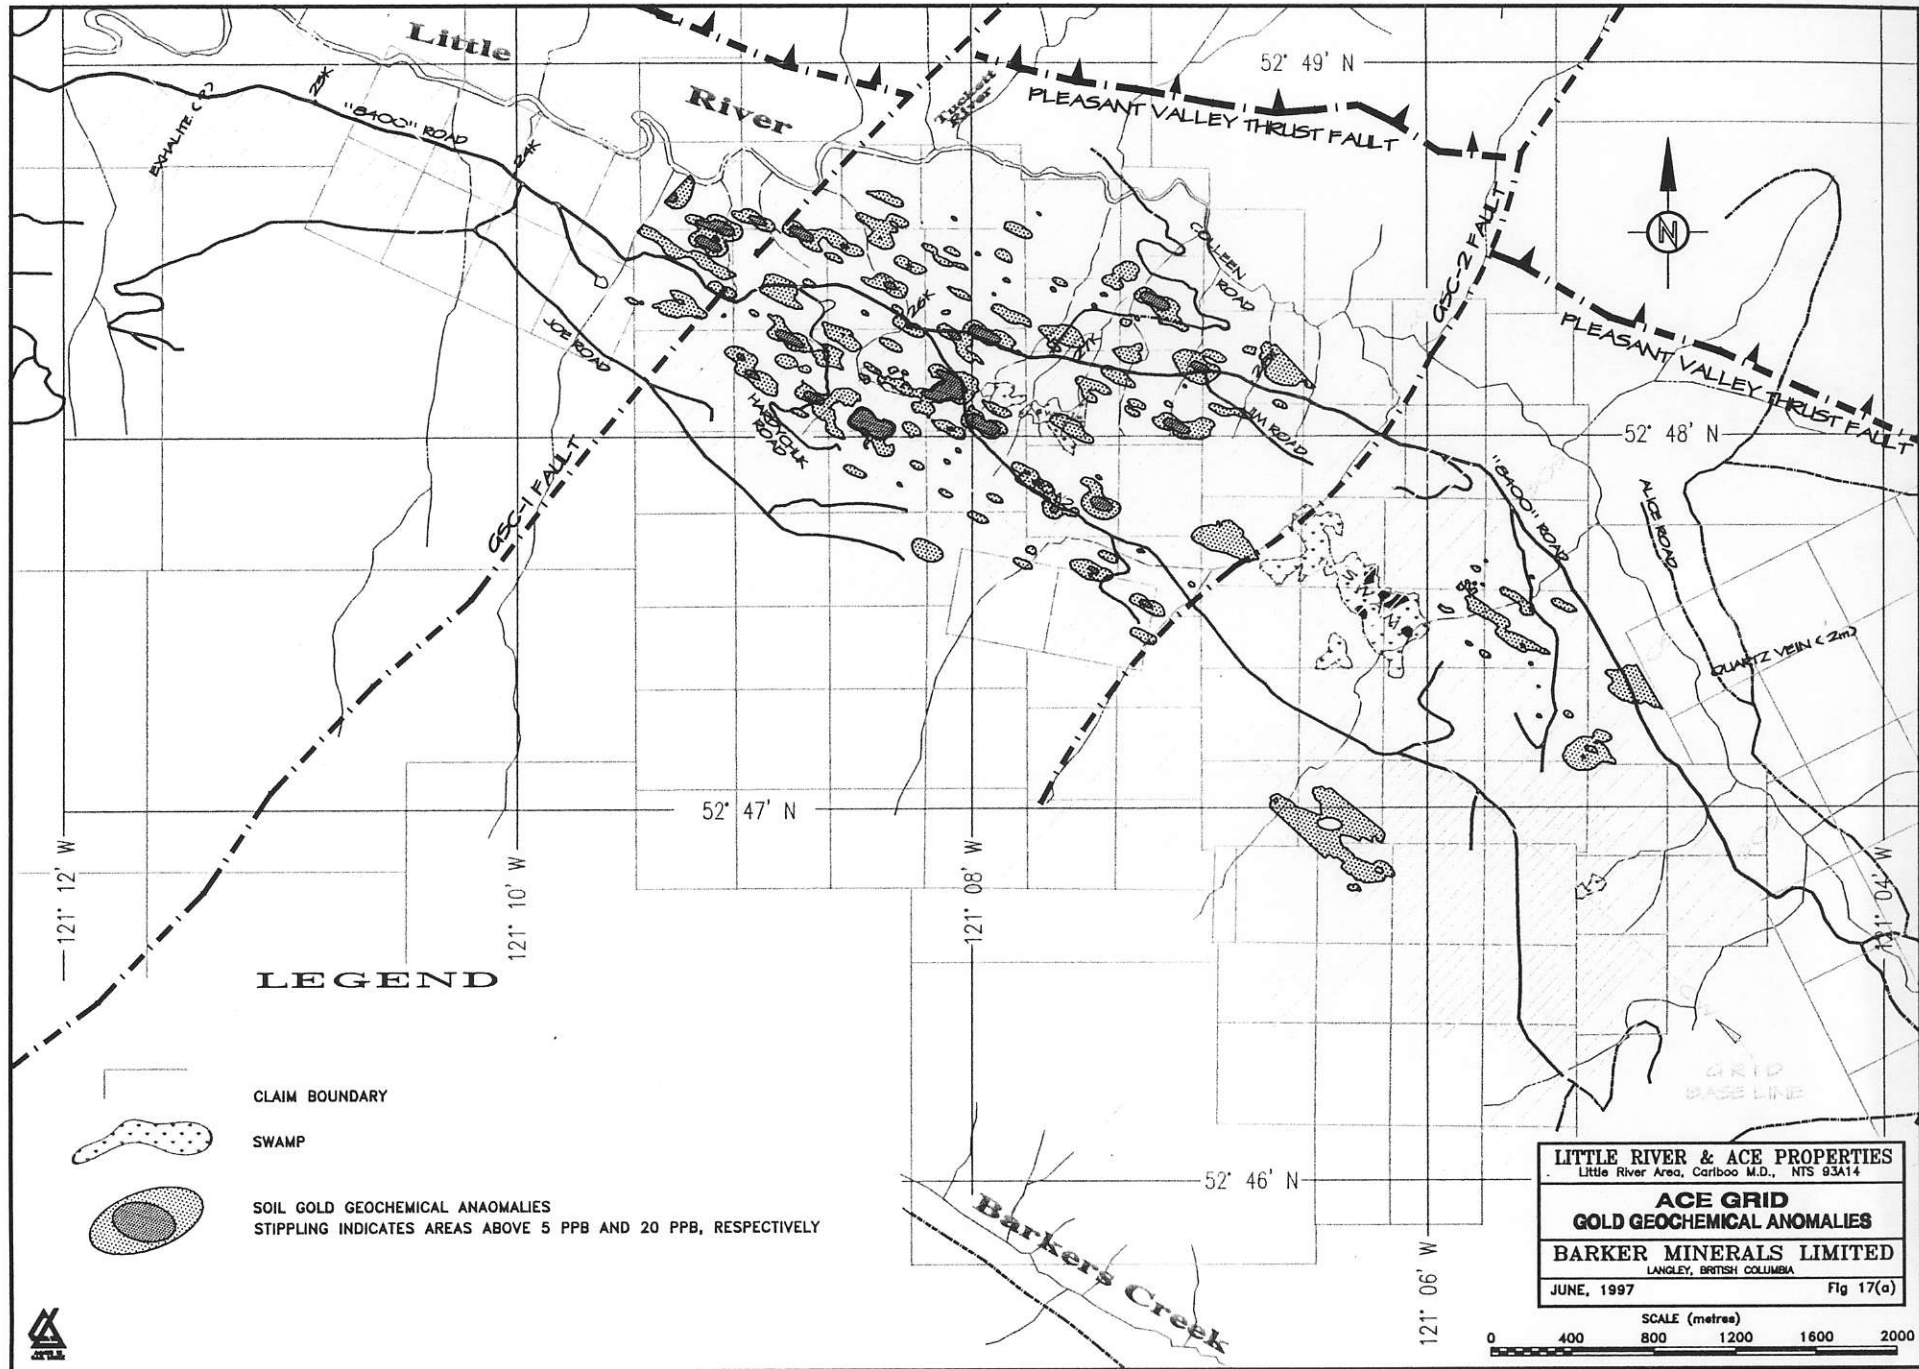 Little
River
Tuckett
River
52° 49' N
PLEASANT VALLEY THRUST FAULT
EXHALITE (?)
"8400" ROAD
24K
GSC-2 FAULT
N
COLLEEN
ROAD
26K
27K
PLEASANT VALLEY THRUST FAULT
JOE ROAD
HARDYCHUK
ROAD
JIM ROAD
52° 48' N
GSC-1 FAULT
"8400" ROAD
ALICE ROAD
QUARTZ VEIN (2m)
52° 47' N
121° 12' W
121° 10' W
121° 08' W
121° 04' W
LEGEND
CLAIM BOUNDARY
SWAMP
SOIL GOLD GEOCHEMICAL ANAOMALIES
STIPPLING INDICATES AREAS ABOVE 5 PPB AND 20 PPB, RESPECTIVELY
GRID
BASE LINE
52° 46' N
Barkers Creek
121° 06' W
LITTLE RIVER & ACE PROPERTIES
Little River Area, Cariboo M.D., NTS 93A14
ACE GRID
GOLD GEOCHEMICAL ANOMALIES
BARKER MINERALS LIMITED
LANGLEY, BRITISH COLUMBIA
JUNE, 1997 Fig 17(a)
SCALE (metres)
0 400 800 1200 1600 2000